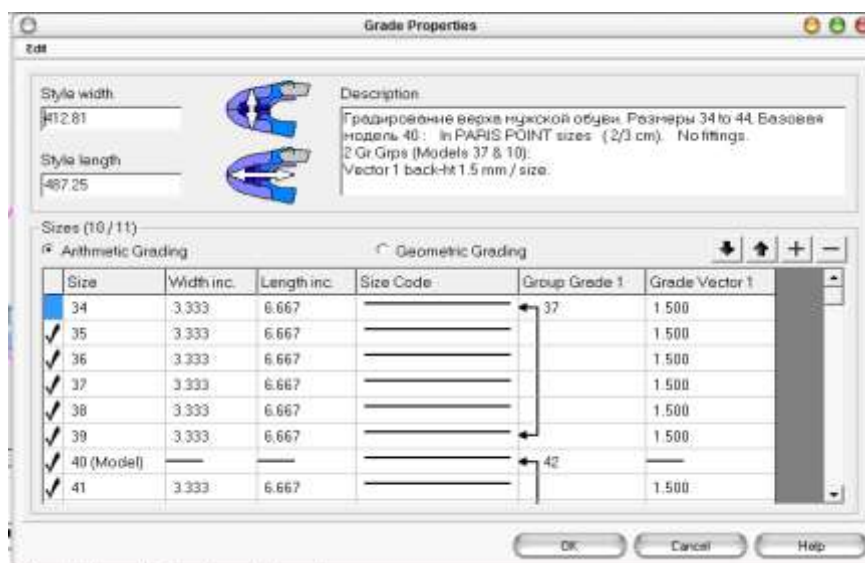 Grade Properties
Edit
Style width
412.81
Style length
487.25
Description
Градирование верха мужской обуви. Размеры 34 to 44. Базовая
модель 40 : In PARIS POINT sizes ( 2/3 cm). No fittings.
2 Gr.Grps (Models 37 & 10):
Vector 1 back-ht 1.5 mm / size.
Sizes (10 / 11)
Arithmetic Grading
Geometric Grading
Size Width inc. Length inc. Size Code Group Grade 1 Grade Vector 1
34 3.333 6.667 37 1.500
35 3.333 6.667 1.500
36 3.333 6.667 1.500
37 3.333 6.667 1.500
38 3.333 6.667 1.500
39 3.333 6.667 1.500
40 (Model) 42
41 3.333 6.667 1.500
OK Cancel Help